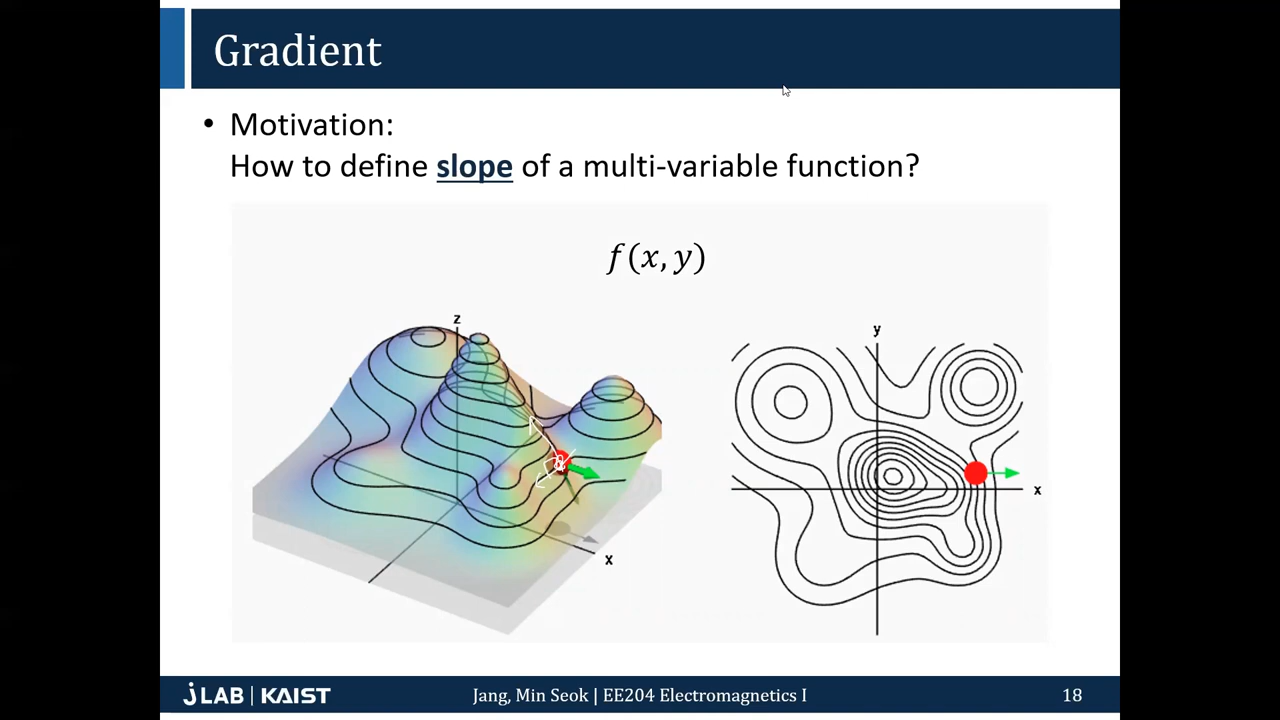 Gradient
• Motivation:
How to define slope of a multi-variable function?
f(x, y)
z
x
y
x
jLAB | KAIST
Jang, Min Seok | EE204 Electromagnetics I
18